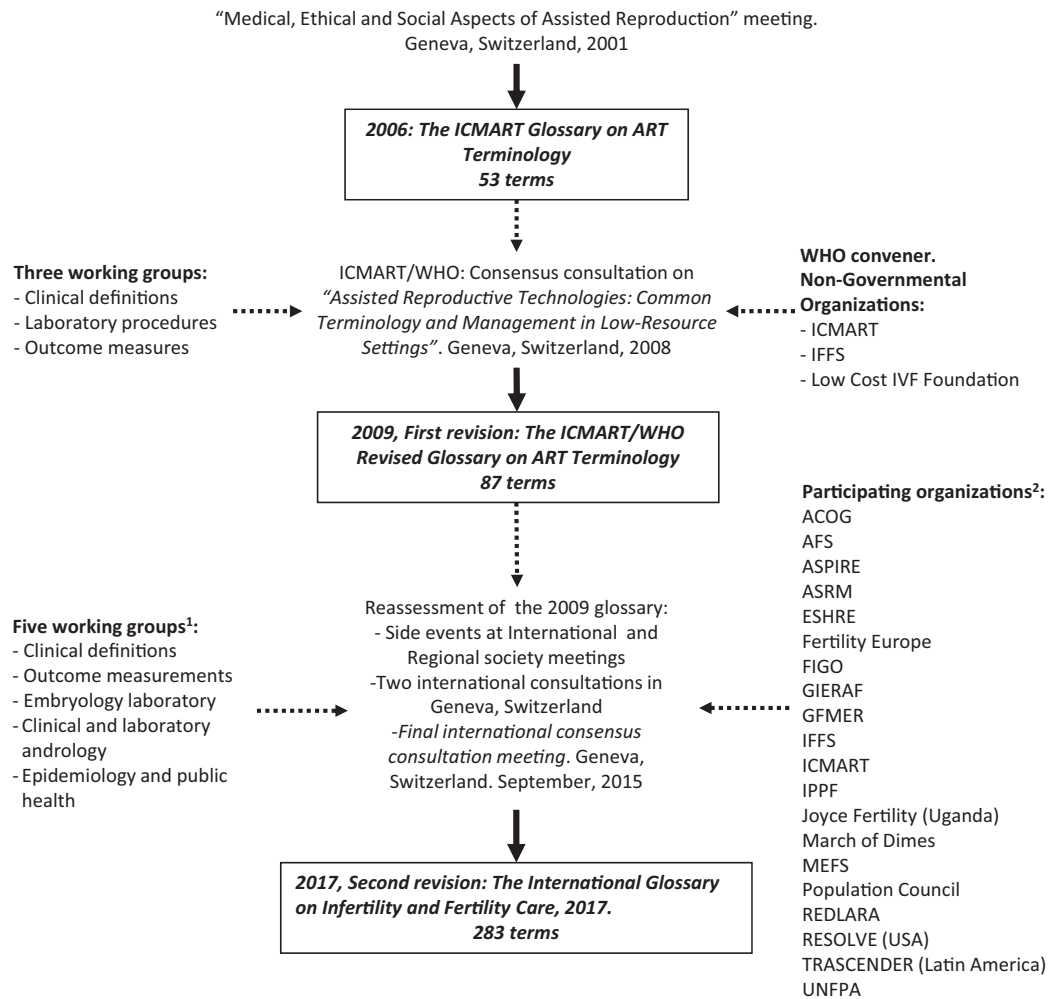 “Medical, Ethical and Social Aspects of Assisted Reproduction” meeting.
Geneva, Switzerland, 2001
2006: The ICMART Glossary on ART
Terminology
53 terms
Three working groups:
- Clinical definitions
- Laboratory procedures
- Outcome measures
ICMART/WHO: Consensus consultation on
“Assisted Reproductive Technologies: Common
Terminology and Management in Low-Resource
Settings”. Geneva, Switzerland, 2008
WHO convener.
Non-Governmental
Organizations:
- ICMART
- IFFS
- Low Cost IVF Foundation
2009, First revision: The ICMART/WHO
Revised Glossary on ART Terminology
87 terms
Five working groups¹:
- Clinical definitions
- Outcome measurements
- Embryology laboratory
- Clinical and laboratory
andrology
- Epidemiology and public
health
Reassessment of the 2009 glossary:
- Side events at International and
Regional society meetings
-Two international consultations in
Geneva, Switzerland
-Final international consensus
consultation meeting. Geneva,
Switzerland. September, 2015
Participating organizations²:
ACOG
AFS
ASPIRE
ASRM
ESHRE
Fertility Europe
FIGO
GIERAF
GFMER
IFFS
ICMART
IPPF
Joyce Fertility (Uganda)
March of Dimes
MEFS
Population Council
REDLARA
RESOLVE (USA)
TRASCENDER (Latin America)
UNFPA
2017, Second revision: The International Glossary
on Infertility and Fertility Care, 2017.
283 terms